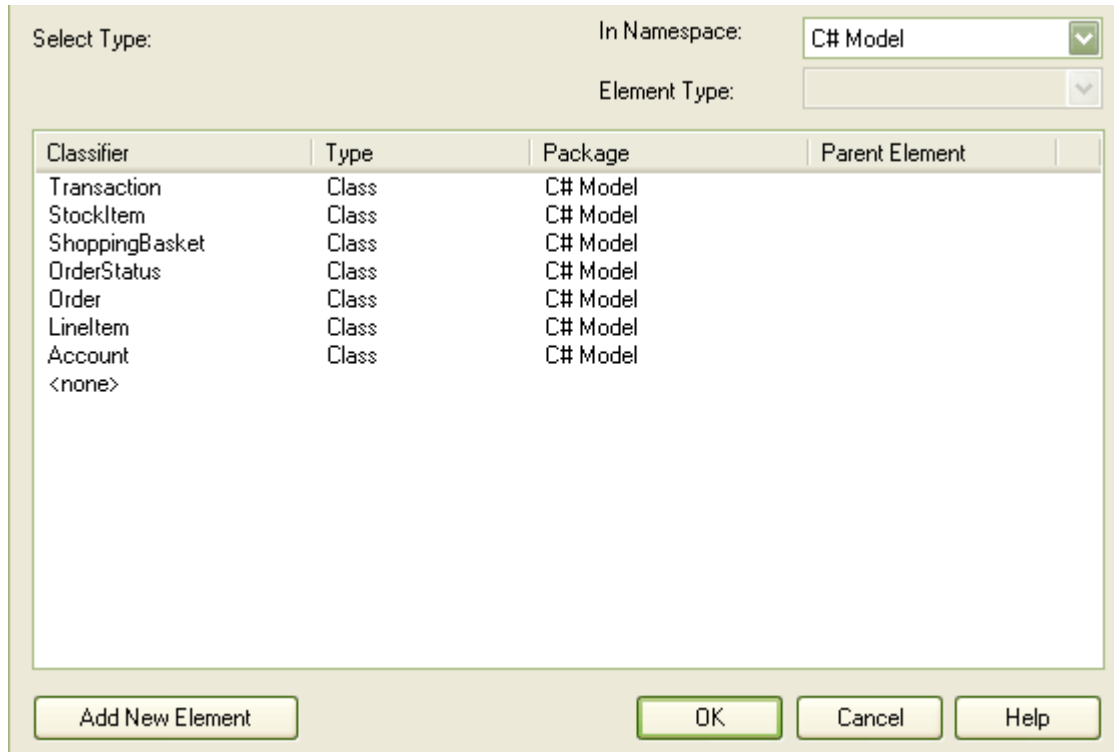 Select Type: In Namespace: C# Model
Element Type:
Classifier Type Package Parent Element
Transaction Class C# Model
StockItem Class C# Model
ShoppingBasket Class C# Model
OrderStatus Class C# Model
Order Class C# Model
LineItem Class C# Model
Account Class C# Model
<none>
Add New Element OK Cancel Help